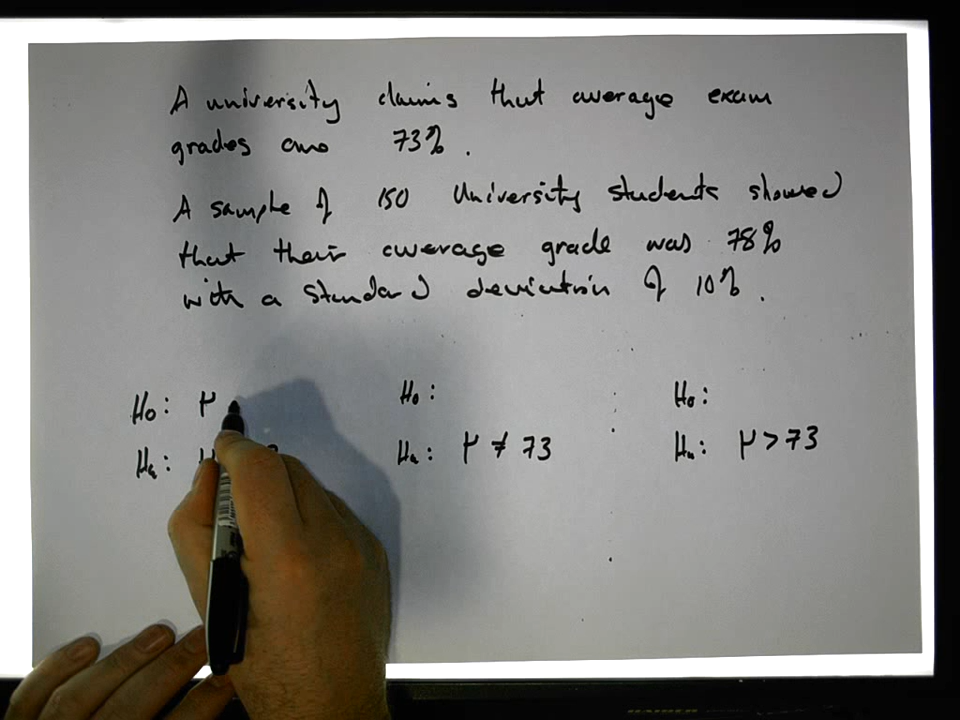 A university claims that average exam
grades are 73%.
A sample of 150 University students showed
that their average grade was 78%
with a standard deviation of 10%.
H₀: μ H₀: H₀:
Hₐ: μ Hₐ: μ ≠ 73 Hₐ: μ > 73